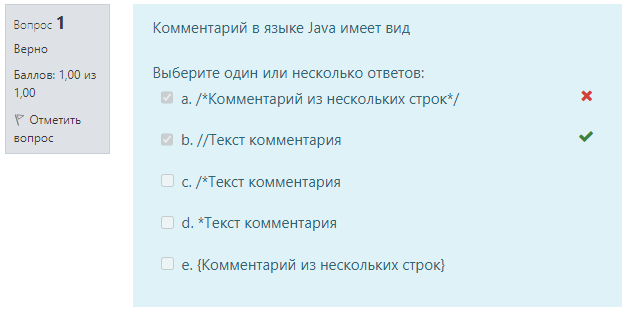 Вопрос 1
Верно
Баллов: 1,00 из
1,00
Отметить
вопрос
Комментарий в языке Java имеет вид
Выберите один или несколько ответов:
a. /*Комментарий из нескольких строк*/
b. //Текст комментария
c. /*Текст комментария
d. *Текст комментария
e. {Комментарий из нескольких строк}